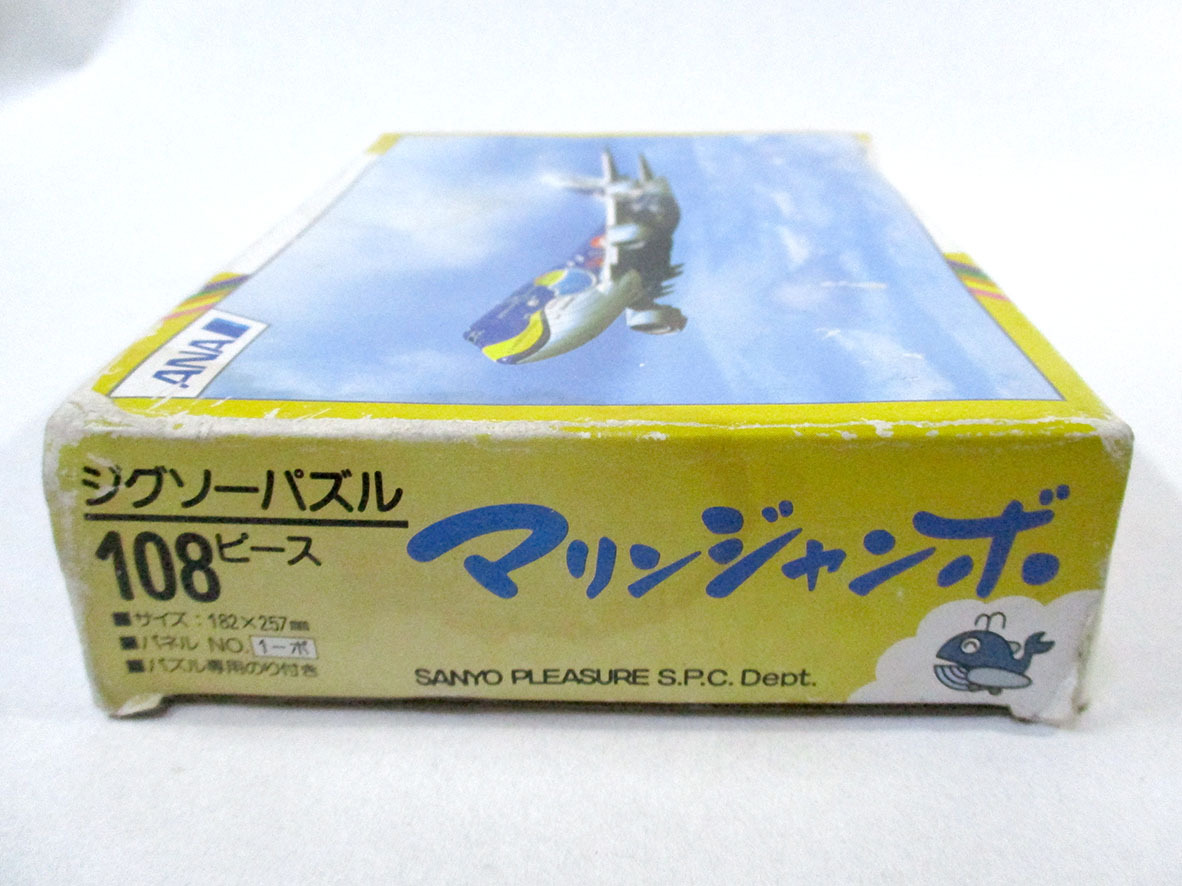 ANA
ジグソーパズル
108ピース
マリンジャンボ
■サイズ：182×257mm
■パネル NO. 1-ボ
■パズル専用のり付き
SANYO PLEASURE S.P.C. Dept.